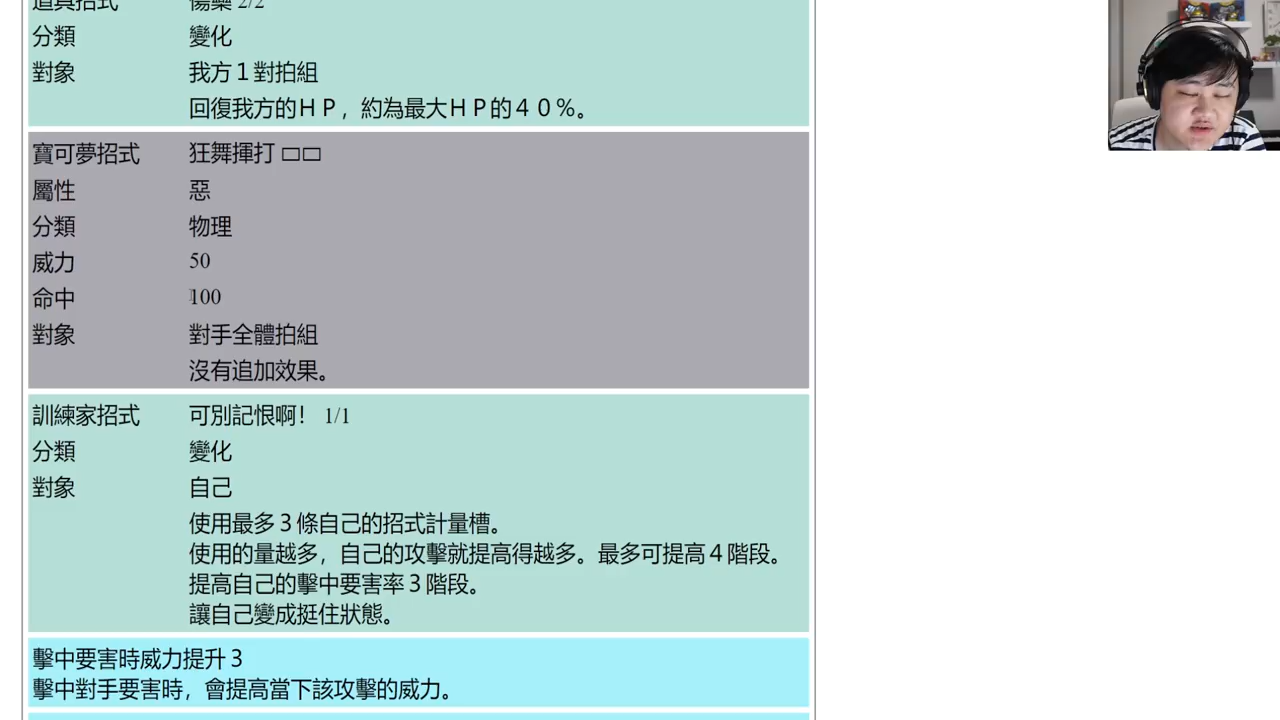 道具招式 傷藥 2/2
分類 變化
對象 我方１對拍組
回復我方的ＨＰ，約為最大ＨＰ的４０％。
寶可夢招式 狂舞揮打 □□
屬性 惡
分類 物理
威力 50
命中 100
對象 對手全體拍組
沒有追加效果。
訓練家招式 可別記恨啊！ 1/1
分類 變化
對象 自己
使用最多３條自己的招式計量槽。
使用的量越多，自己的攻擊就提高得越多。最多可提高４階段。
提高自己的擊中要害率３階段。
讓自己變成挺住狀態。
擊中要害時威力提升３
擊中對手要害時，會提高當下該攻擊的威力。